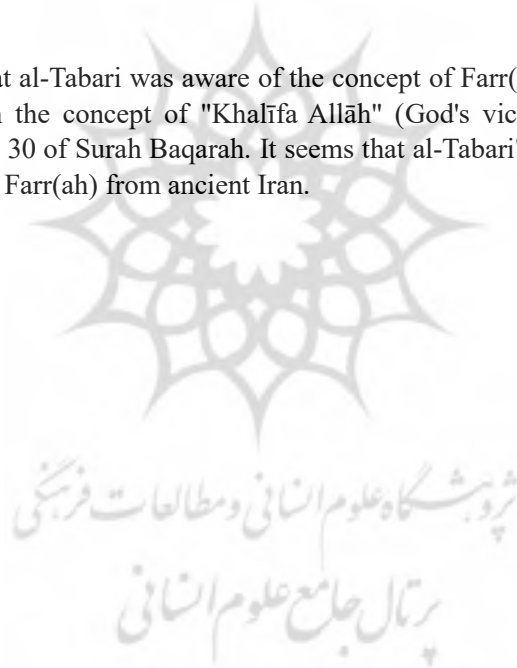 at al-Tabari was aware of the concept of Farr(
n the concept of "Khalīfa Allāh" (God's vic
30 of Surah Baqarah. It seems that al-Tabari'
Farr(ah) from ancient Iran.
پژوهشگاه علوم انسانی و مطالعات فرهنگی
پرتال جامع علوم انسانی